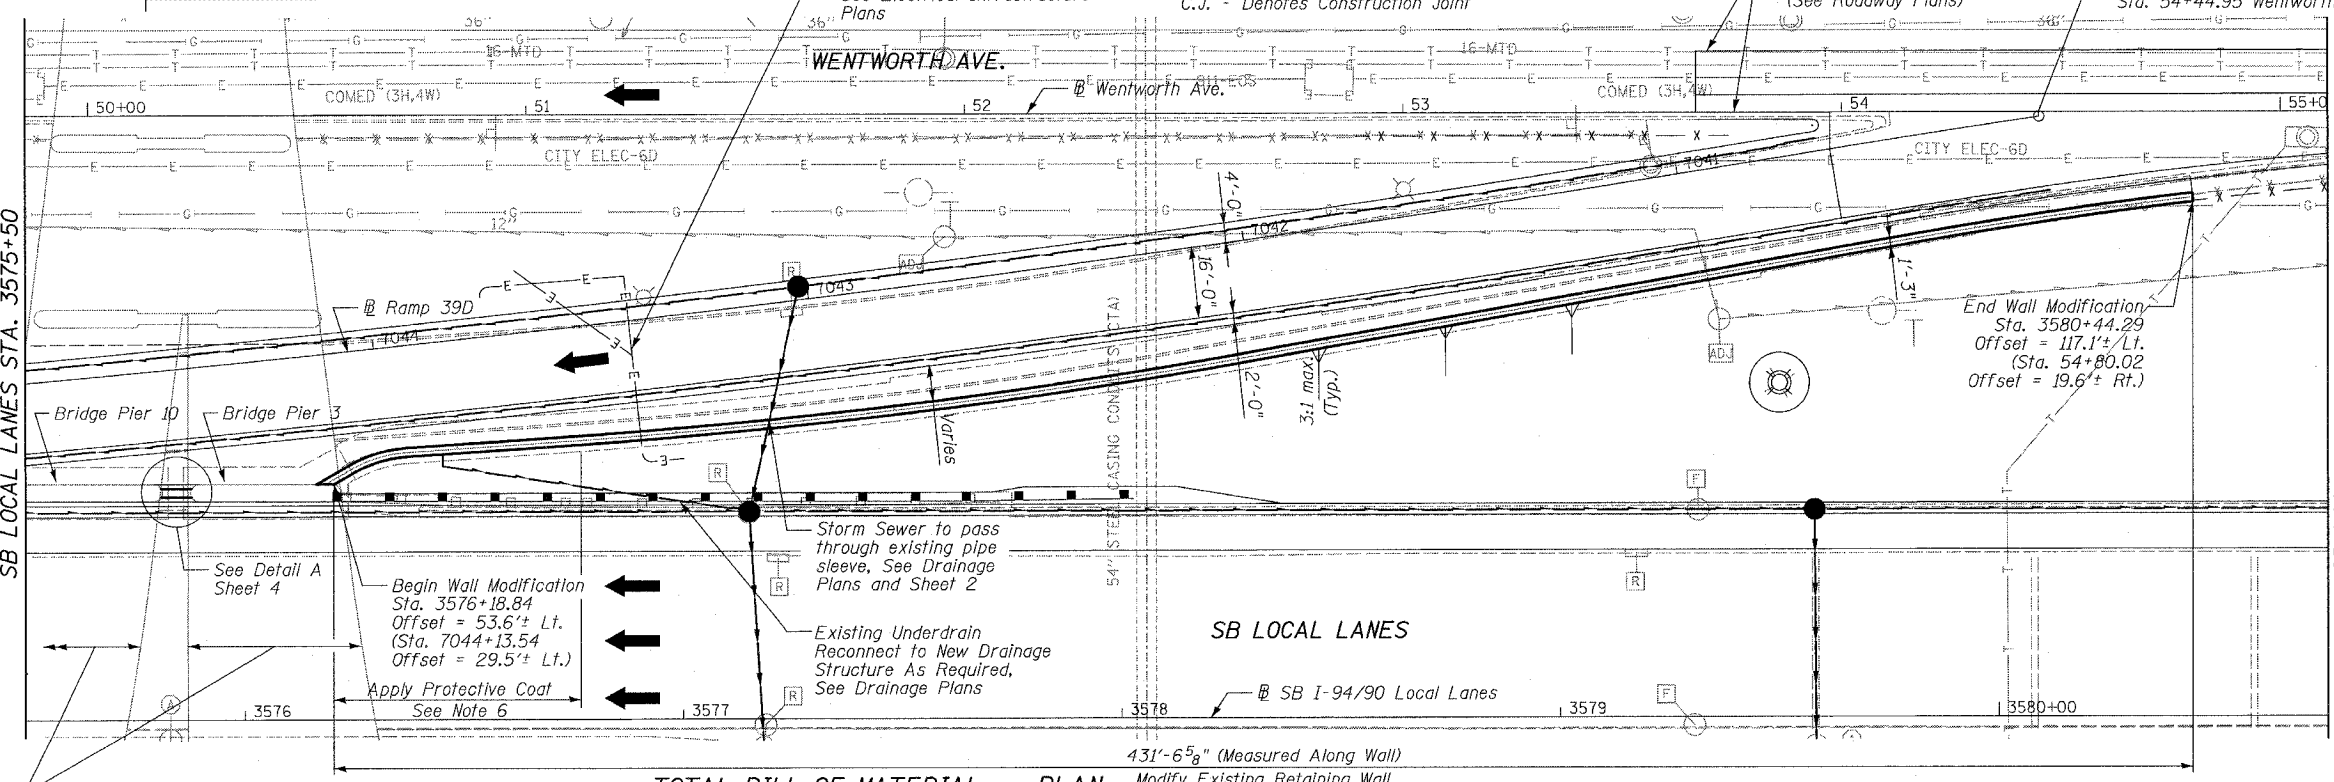 Plans
C.J. - Denotes Construction Joint
(See Roadway Plans)
Sta. 54+44.95 Wentworth
36"
36"
36"
16-MTD
16-MTD
WENTWORTH AVE.
911-EOS
COMED (3H,4W)
COMED (3H,4W)
℔ Wentworth Ave.
50+00
51
52
53
54
55+0
CITY ELEC-6D
CITY ELEC-6D
12"
4'-0"
7041
7042
7043
7044
R
ADJ
ADJ
℔ Ramp 39D
16'-0"
2'-0"
1'-3"
3:1 max.
(Typ.)
Varies
End Wall Modification
Sta. 3580+44.29
Offset = 117.1'± Lt.
(Sta. 54+80.02
Offset = 19.6'± Rt.)
SB LOCAL LANES STA. 3575+50
Bridge Pier 10
Bridge Pier 3
54" STEEL CASING CONDUITS(CTA)
R
F
See Detail A
Sheet 4
Begin Wall Modification
Sta. 3576+18.84
Offset = 53.6'± Lt.
(Sta. 7044+13.54
Offset = 29.5'± Lt.)
Storm Sewer to pass
through existing pipe
sleeve, See Drainage
Plans and Sheet 2
R
R
Existing Underdrain
Reconnect to New Drainage
Structure As Required,
See Drainage Plans
SB LOCAL LANES
Apply Protective Coat
See Note 6
R
℔ SB I-94/90 Local Lanes
F
A
3576
3577
3578
3579
3580+00
431'-6⅝" (Measured Along Wall)
TOTAL BILL OF MATERIAL
PLAN
Modify Existing Retaining Wall